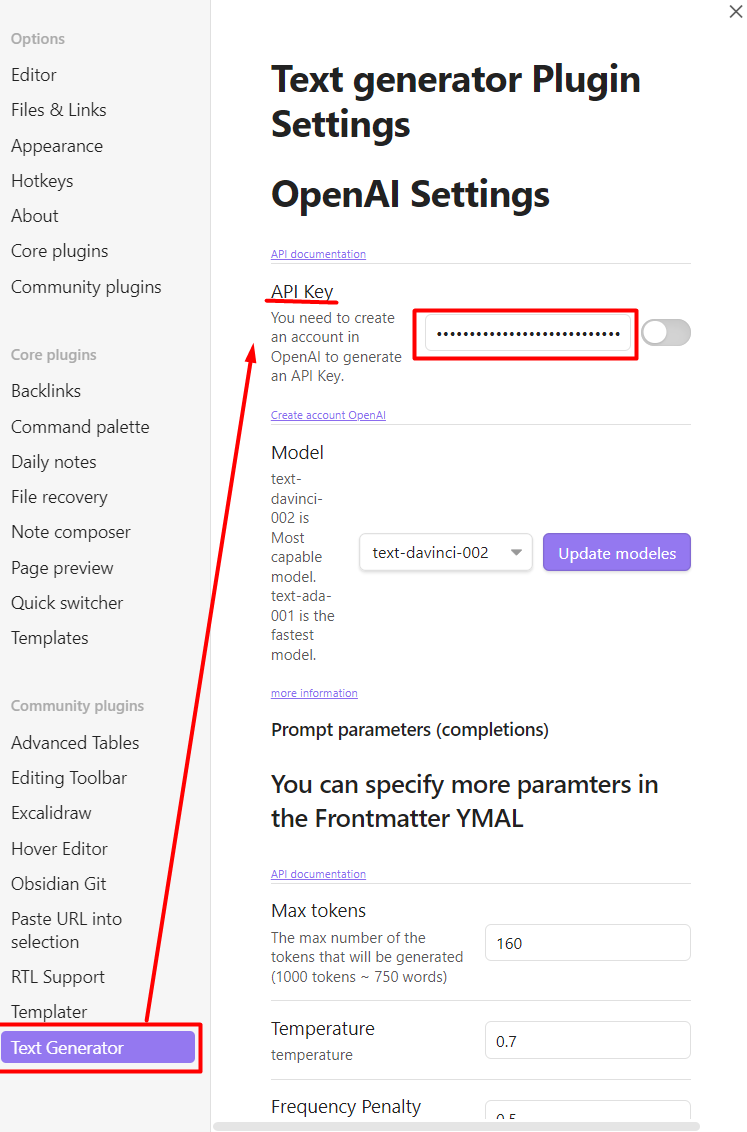 Options
Editor
Files & Links
Appearance
Hotkeys
About
Core plugins
Community plugins
Core plugins
Backlinks
Command palette
Daily notes
File recovery
Note composer
Page preview
Quick switcher
Templates
Community plugins
Advanced Tables
Editing Toolbar
Excalidraw
Hover Editor
Obsidian Git
Paste URL into
selection
RTL Support
Templater
Text Generator
Text generator Plugin
Settings
OpenAI Settings
API documentation
API Key
You need to create
an account in
OpenAI to generate
an API Key.
Create account OpenAI
Model
text-
davinci-
002 is
Most
capable
model.
text-ada-
001 is the
fastest
model.
text-davinci-002
Update modeles
more information
Prompt parameters (completions)
You can specify more paramters in
the Frontmatter YMAL
API documentation
Max tokens
The max number of the
tokens that will be generated
(1000 tokens ~ 750 words)
160
Temperature
temperature
0.7
Frequency Penalty
0.5